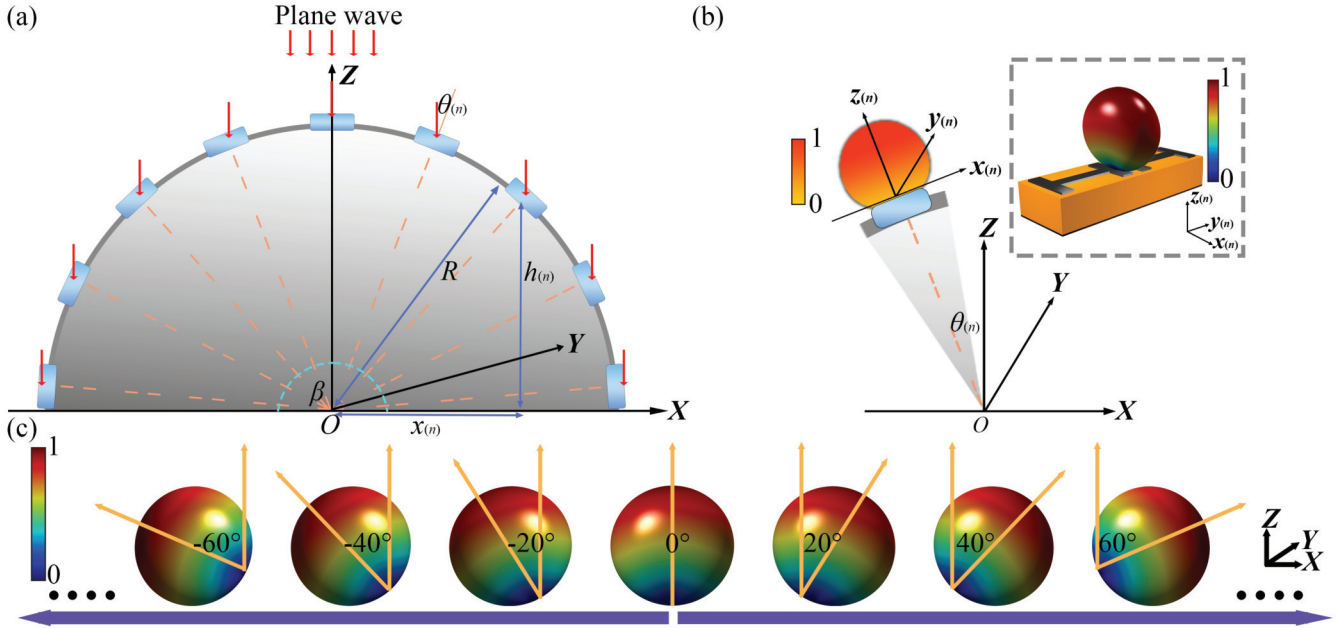 (a)
Plane wave
Z
θ(n)
R
h(n)
Y
β
O
x(n)
X
(b)
z(n)
y(n)
x(n)
1
0
1
0
z(n)
y(n)
x(n)
Z
Y
θ(n)
O
X
(c)
1
0
-60°
-40°
-20°
0°
20°
40°
60°
Z
Y
X